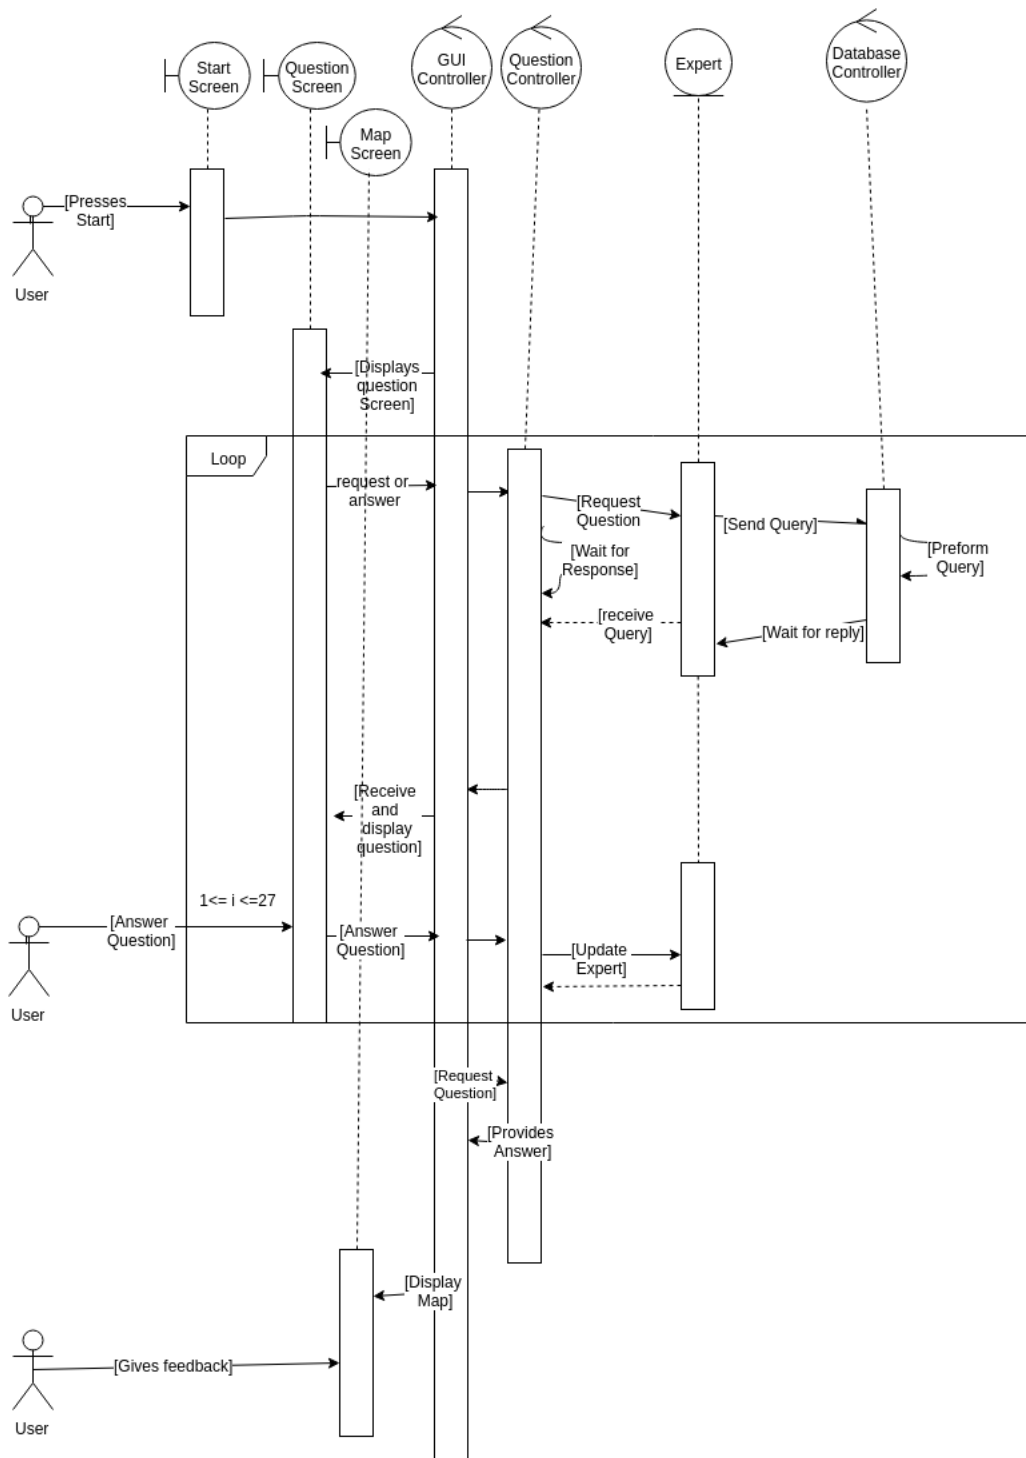 Start
Screen
Question
Screen
Map
Screen
GUI
Controller
Question
Controller
Expert
Database
Controller
[Presses
Start]
User
[Displays
question
Screen]
Loop
request or
answer
[Request
Question
[Send Query]
[Wait for
Response]
[Preform
Query]
[receive
Query]
[Wait for reply]
[Receive
and
display
question]
1<= i <=27
[Answer
Question]
[Answer
Question]
[Update
Expert]
User
[Request
Question]
[Provides
Answer]
[Display
Map]
[Gives feedback]
User